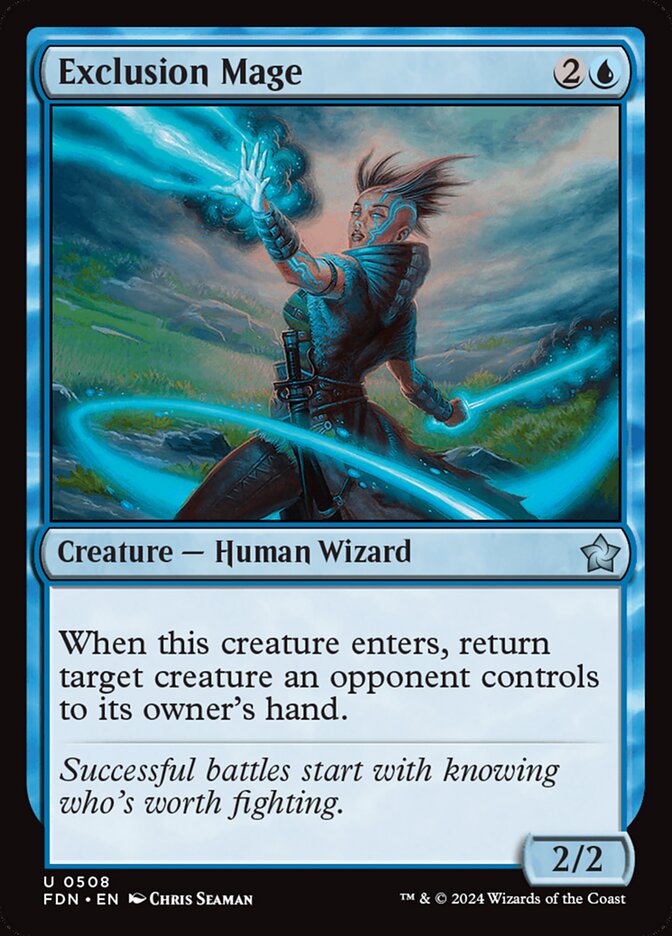 Exclusion Mage 2
Creature — Human Wizard
When this creature enters, return
target creature an opponent controls
to its owner's hand.
Successful battles start with knowing
who's worth fighting.
2/2
U 0508
FDN • EN Chris Seaman
™ & © 2024 Wizards of the Coast